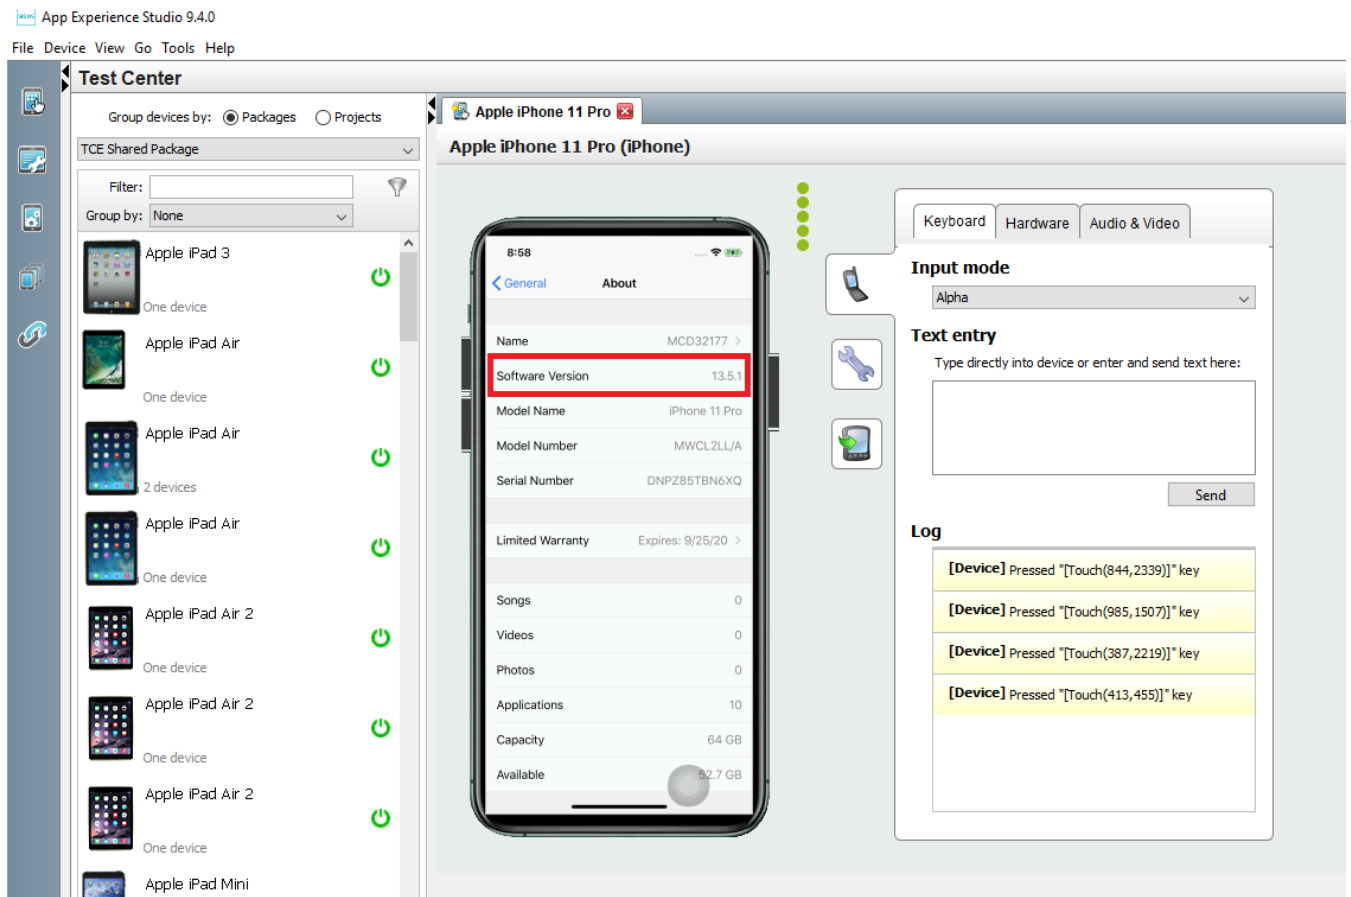 App Experience Studio 9.4.0
File Device View Go Tools Help
Test Center
Group devices by: Packages Projects
TCE Shared Package
Filter:
Group by: None
Apple iPad 3
One device
Apple iPad Air
One device
Apple iPad Air
2 devices
Apple iPad Air
One device
Apple iPad Air 2
One device
Apple iPad Air 2
One device
Apple iPad Air 2
One device
Apple iPad Mini
Apple iPhone 11 Pro
Apple iPhone 11 Pro (iPhone)
8:58
General About
Name MCD32177
Software Version 13.5.1
Model Name iPhone 11 Pro
Model Number MWCL2LL/A
Serial Number DNPZ85TBN6XQ
Limited Warranty Expires: 9/25/20
Songs 0
Videos 0
Photos 0
Applications 10
Capacity 64 GB
Available 52.7 GB
Keyboard Hardware Audio & Video
Input mode
Alpha
Text entry
Type directly into device or enter and send text here:
Send
Log
[Device] Pressed "[Touch(844,2339)]" key
[Device] Pressed "[Touch(985,1507)]" key
[Device] Pressed "[Touch(387,2219)]" key
[Device] Pressed "[Touch(413,455)]" key